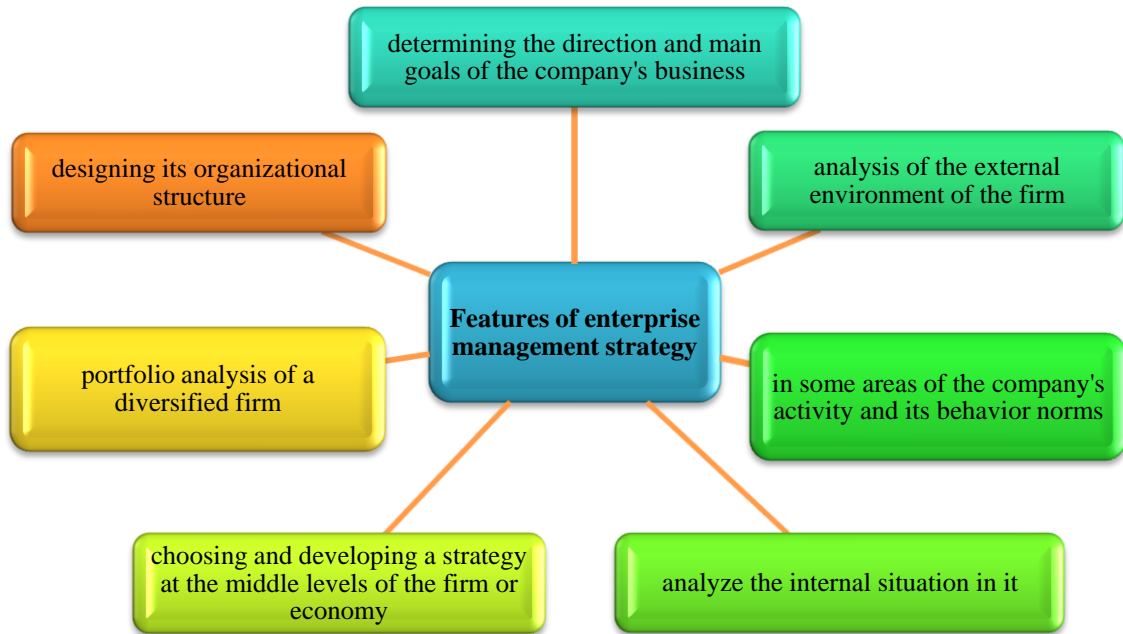 determining the direction and main
goals of the company's business
designing its organizational
structure
analysis of the external
environment of the firm
Features of enterprise
management strategy
portfolio analysis of a
diversified firm
in some areas of the company's
activity and its behavior norms
choosing and developing a strategy
at the middle levels of the firm or
economy
analyze the internal situation in it